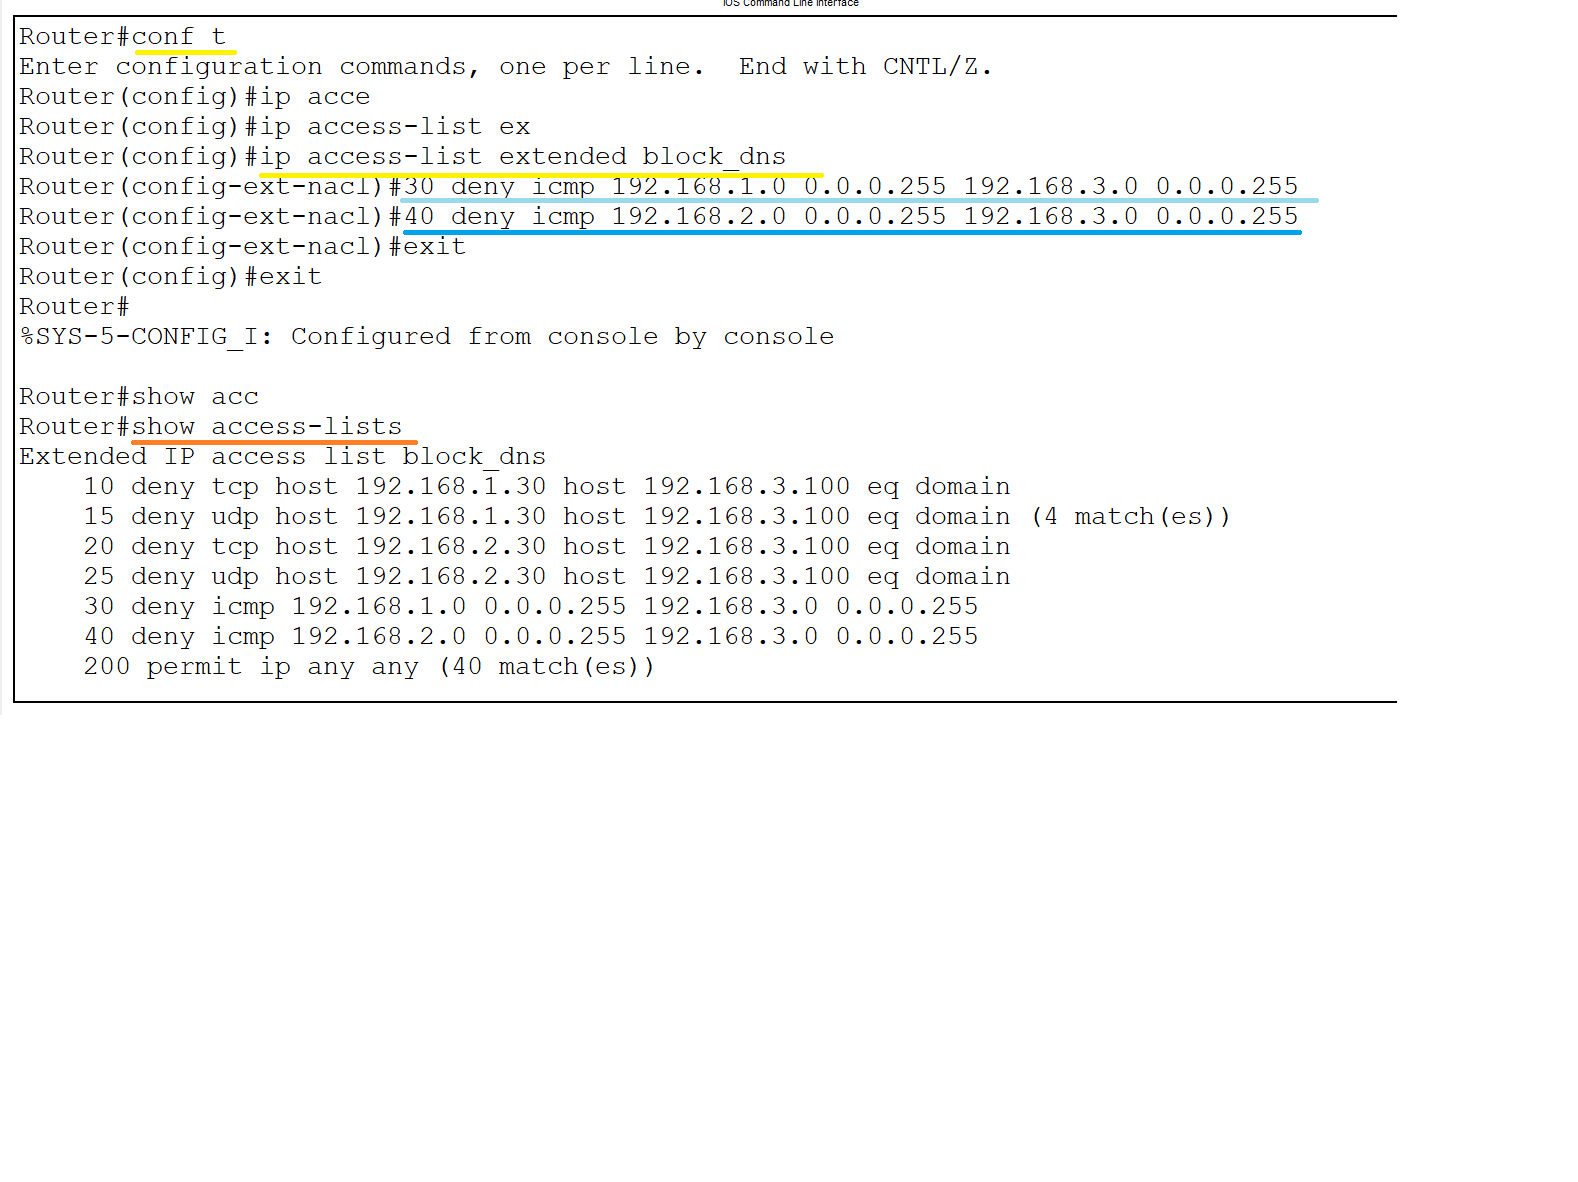 IOS Command Line Interface
Router#conf t
Enter configuration commands, one per line.  End with CNTL/Z.
Router(config)#ip acce
Router(config)#ip access-list ex
Router(config)#ip access-list extended block_dns
Router(config-ext-nacl)#30 deny icmp 192.168.1.0 0.0.0.255 192.168.3.0 0.0.0.255
Router(config-ext-nacl)#40 deny icmp 192.168.2.0 0.0.0.255 192.168.3.0 0.0.0.255
Router(config-ext-nacl)#exit
Router(config)#exit
Router#
%SYS-5-CONFIG_I: Configured from console by console
Router#show acc
Router#show access-lists
Extended IP access list block_dns
    10 deny tcp host 192.168.1.30 host 192.168.3.100 eq domain
    15 deny udp host 192.168.1.30 host 192.168.3.100 eq domain (4 match(es))
    20 deny tcp host 192.168.2.30 host 192.168.3.100 eq domain
    25 deny udp host 192.168.2.30 host 192.168.3.100 eq domain
    30 deny icmp 192.168.1.0 0.0.0.255 192.168.3.0 0.0.0.255
    40 deny icmp 192.168.2.0 0.0.0.255 192.168.3.0 0.0.0.255
    200 permit ip any any (40 match(es))